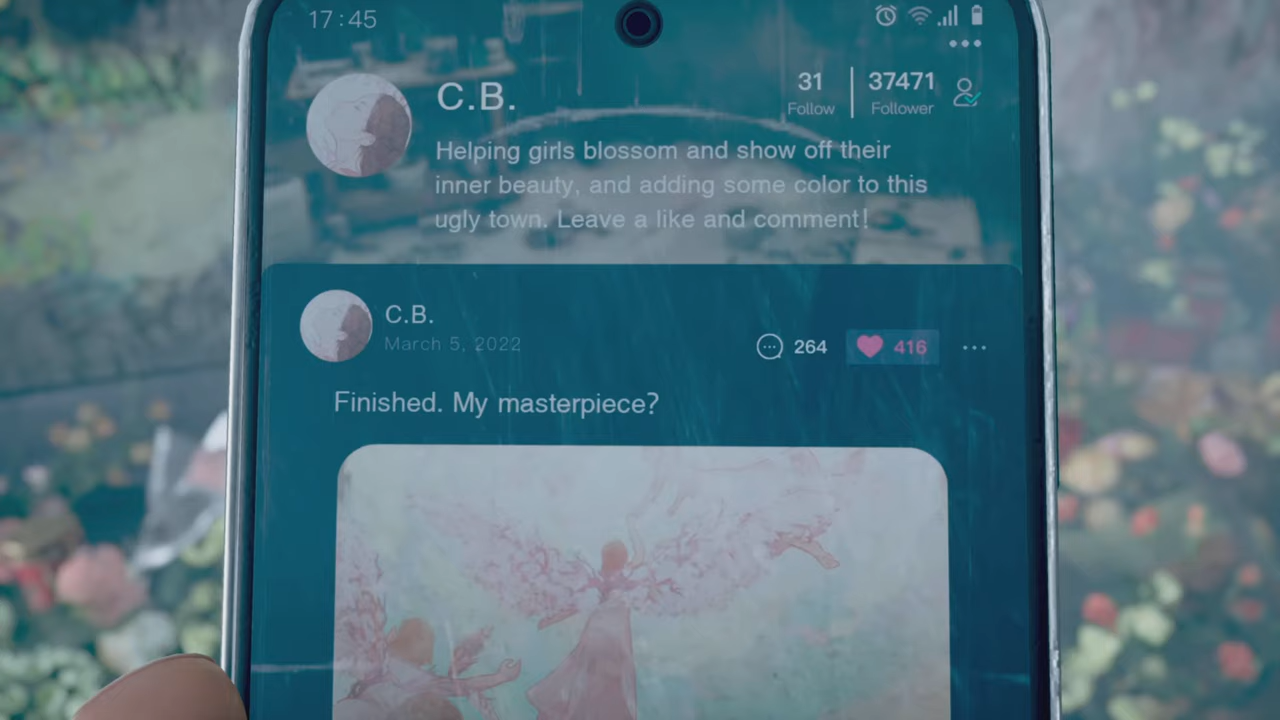 17:45
C.B.
31
Follow
37471
Follower
Helping girls blossom and show off their
inner beauty, and adding some color to this
ugly town. Leave a like and comment!
C.B.
March 5, 2022
264
416
Finished. My masterpiece?